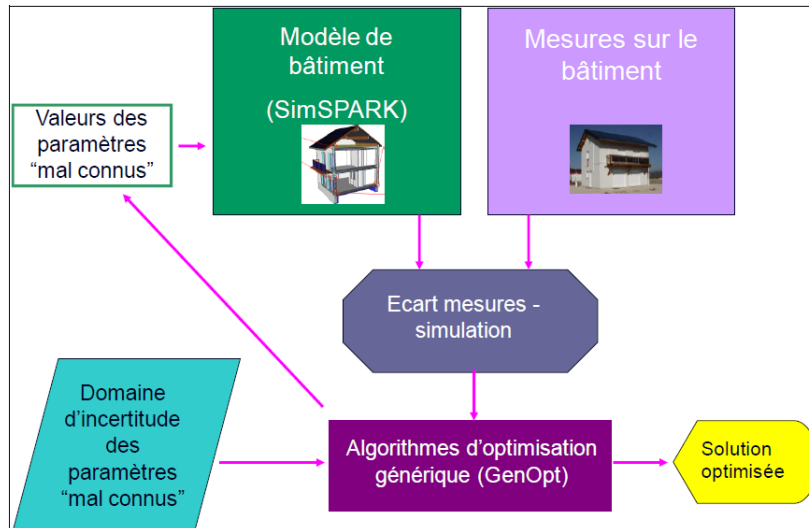 Modèle de
bâtiment
(SimSPARK)
Mesures sur le
bâtiment
Valeurs des
paramètres
“mal connus”
Ecart mesures -
simulation
Domaine
d’incertitude
des
paramètres
“mal connus”
Algorithmes d’optimisation
générique (GenOpt)
Solution
optimisée